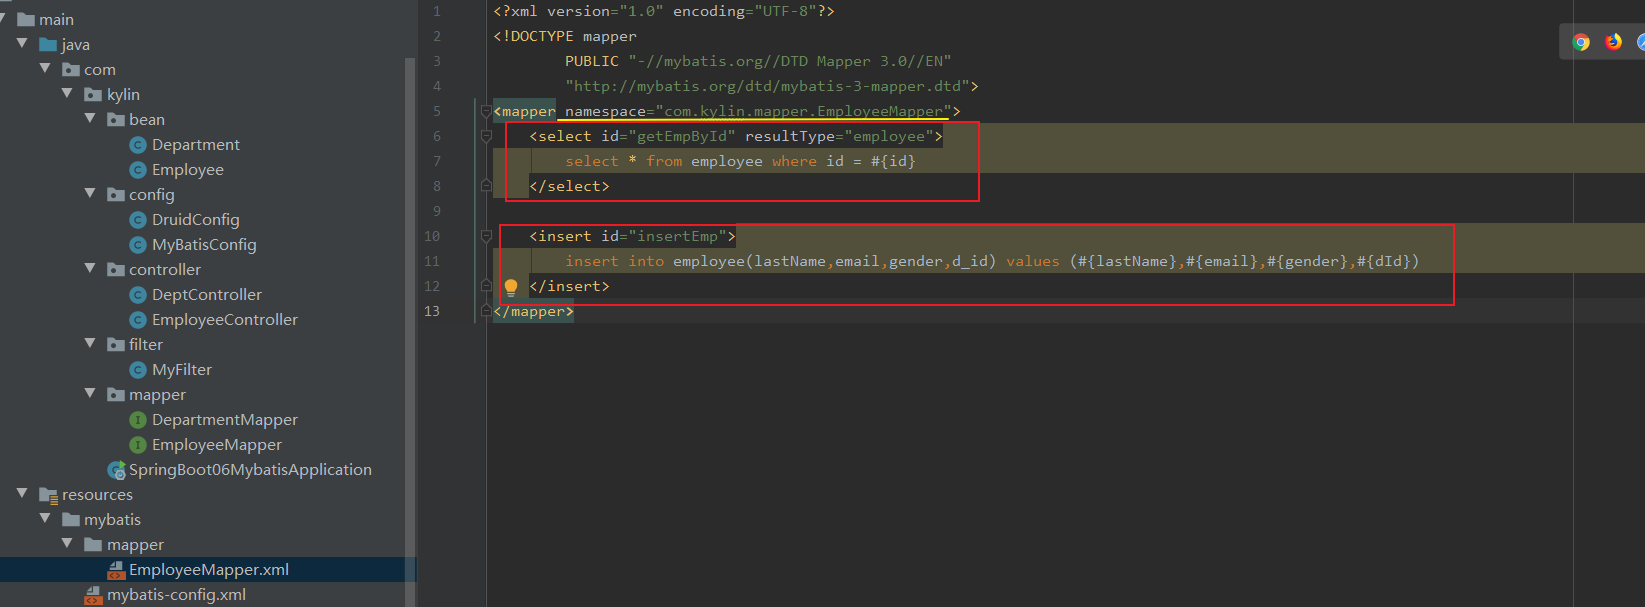 main
java
com
kylin
bean
Department
Employee
config
DruidConfig
MyBatisConfig
controller
DeptController
EmployeeController
filter
MyFilter
mapper
DepartmentMapper
EmployeeMapper
SpringBoot06MybatisApplication
resources
mybatis
mapper
EmployeeMapper.xml
mybatis-config.xml
1 <?xml version="1.0" encoding="UTF-8"?>
2 <!DOCTYPE mapper
3 PUBLIC "-//mybatis.org//DTD Mapper 3.0//EN"
4 "http://mybatis.org/dtd/mybatis-3-mapper.dtd">
5 <mapper namespace="com.kylin.mapper.EmployeeMapper">
6 <select id="getEmpById" resultType="employee">
7 select * from employee where id = #{id}
8 </select>
9
10 <insert id="insertEmp">
11 insert into employee(lastName,email,gender,d_id) values (#{lastName},#{email},#{gender},#{dId})
12 </insert>
13 </mapper>